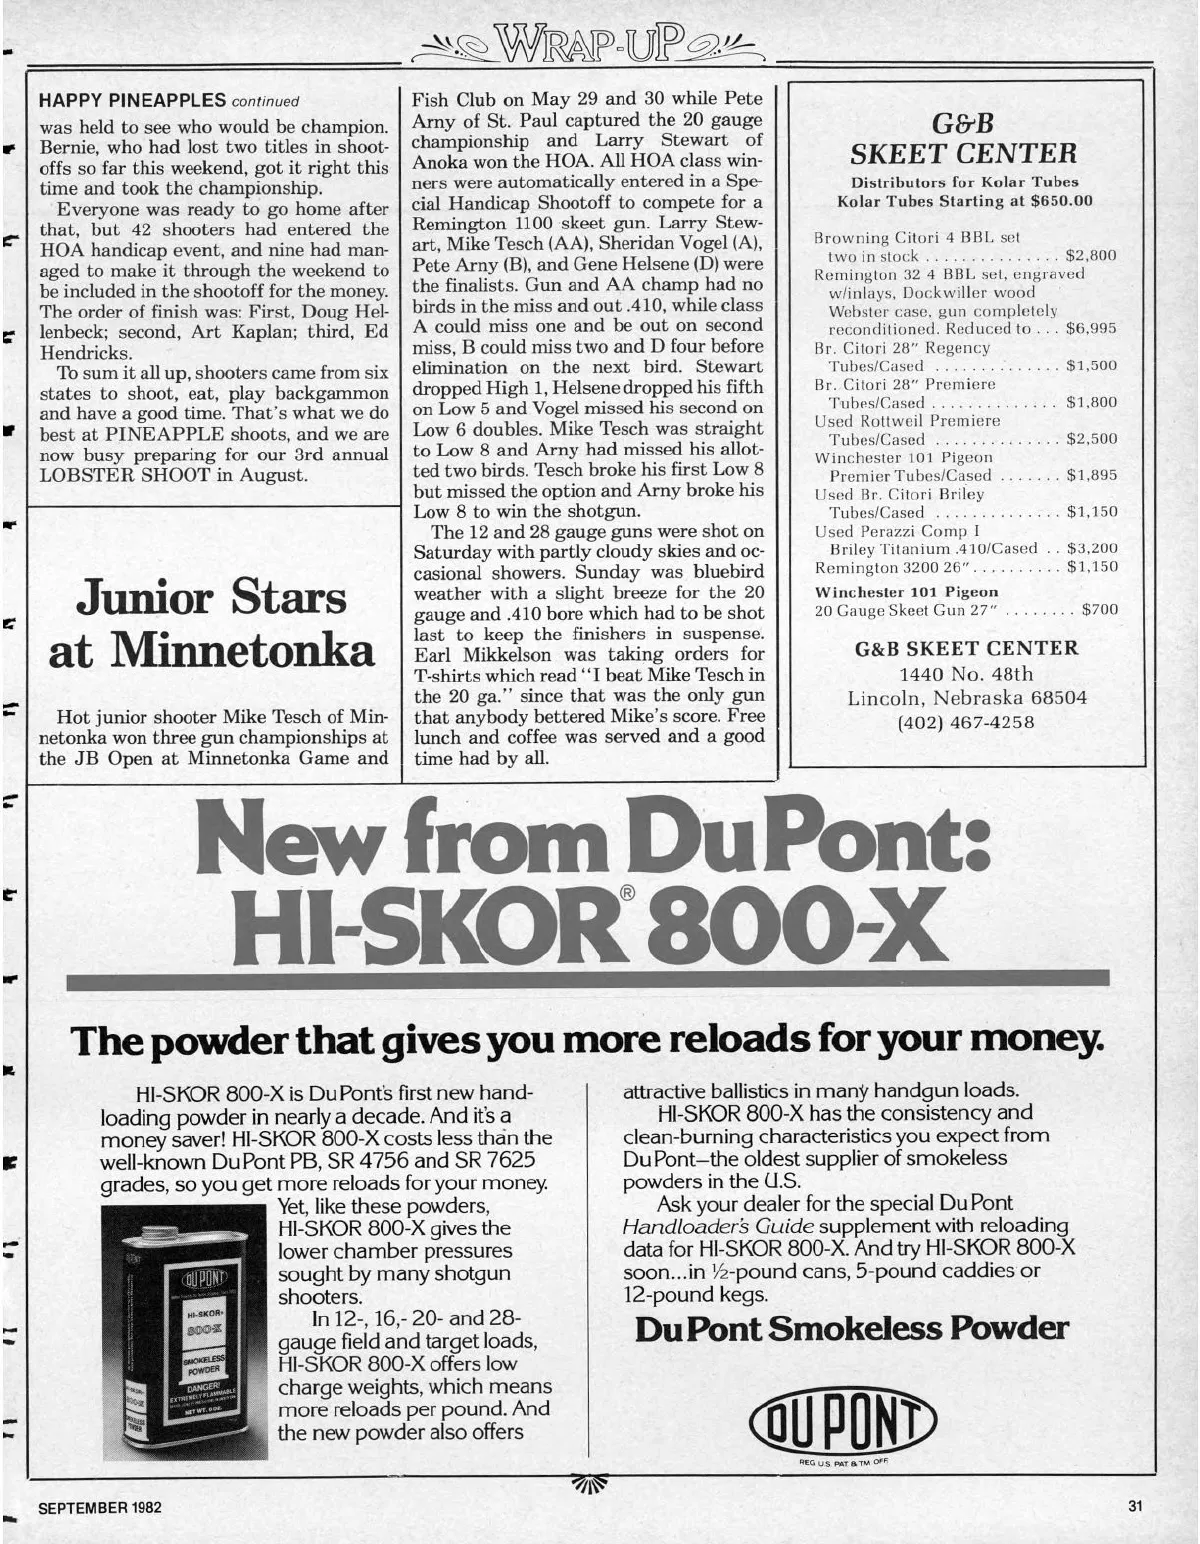 WRAP-UP
HAPPY PINEAPPLES continued
was held to see who would be champion.
Bernie, who had lost two titles in shoot-
offs so far this weekend, got it right this
time and took the championship.
Everyone was ready to go home after
that, but 42 shooters had entered the
HOA handicap event, and nine had man-
aged to make it through the weekend to
be included in the shootoff for the money.
The order of finish was: First, Doug Hel-
lenbeck; second, Art Kaplan; third, Ed
Hendricks.
To sum it all up, shooters came from six
states to shoot, eat, play backgammon
and have a good time. That's what we do
best at PINEAPPLE shoots, and we are
now busy preparing for our 3rd annual
LOBSTER SHOOT in August.
Junior Stars
at Minnetonka
Hot junior shooter Mike Tesch of Min-
netonka won three gun championships at
the JB Open at Minnetonka Game and
Fish Club on May 29 and 30 while Pete
Arny of St. Paul captured the 20 gauge
championship and Larry Stewart of
Anoka won the HOA. All HOA class win-
ners were automatically entered in a Spe-
cial Handicap Shootoff to compete for a
Remington 1100 skeet gun. Larry Stew-
art, Mike Tesch (AA), Sheridan Vogel (A),
Pete Arny (B), and Gene Helsene (D) were
the finalists. Gun and AA champ had no
birds in the miss and out .410, while class
A could miss one and be out on second
miss, B could miss two and D four before
elimination on the next bird. Stewart
dropped High 1, Helsene dropped his fifth
on Low 5 and Vogel missed his second on
Low 6 doubles. Mike Tesch was straight
to Low 8 and Arny had missed his allot-
ted two birds. Tesch broke his first Low 8
but missed the option and Arny broke his
Low 8 to win the shotgun.
The 12 and 28 gauge guns were shot on
Saturday with partly cloudy skies and oc-
casional showers. Sunday was bluebird
weather with a slight breeze for the 20
gauge and .410 bore which had to be shot
last to keep the finishers in suspense.
Earl Mikkelson was taking orders for
T-shirts which read "I beat Mike Tesch in
the 20 ga." since that was the only gun
that anybody bettered Mike's score. Free
lunch and coffee was served and a good
time had by all.
G&B
SKEET CENTER
Distributors for Kolar Tubes
Kolar Tubes Starting at $650.00
Browning Citori 4 BBL set
two in stock . . . . . . . . . . . . . . . $2,800
Remington 32 4 BBL set, engraved
w/inlays, Dockwiller wood
Webster case, gun completely
reconditioned. Reduced to . . . $6,995
Br. Citori 28" Regency
Tubes/Cased . . . . . . . . . . . . . . $1,500
Br. Citori 28" Premiere
Tubes/Cased . . . . . . . . . . . . . . $1,800
Used Rottweil Premiere
Tubes/Cased . . . . . . . . . . . . . . $2,500
Winchester 101 Pigeon
Premier Tubes/Cased . . . . . . . $1,895
Used Br. Citori Briley
Tubes/Cased . . . . . . . . . . . . . . $1,150
Used Perazzi Comp I
Briley Titanium .410/Cased . . $3,200
Remington 3200 26" . . . . . . . . . . $1,150
Winchester 101 Pigeon
20 Gauge Skeet Gun 27" . . . . . . . . $700
G&B SKEET CENTER
1440 No. 48th
Lincoln, Nebraska 68504
(402) 467-4258
New from DuPont:
HI-SKOR® 800-X
The powder that gives you more reloads for your money.
HI-SKOR 800-X is DuPont's first new hand-
loading powder in nearly a decade. And it's a
money saver! HI-SKOR 800-X costs less than the
well-known DuPont PB, SR 4756 and SR 7625
grades, so you get more reloads for your money.
Yet, like these powders,
HI-SKOR 800-X gives the
lower chamber pressures
sought by many shotgun
shooters.
In 12-, 16,- 20- and 28-
gauge field and target loads,
HI-SKOR 800-X offers low
charge weights, which means
more reloads per pound. And
the new powder also offers
DU PONT
HI-SKOR®
800-X
SMOKELESS
POWDER
DANGER!
EXTREMELY FLAMMABLE
NET WT. 8 OZ.
attractive ballistics in many handgun loads.
HI-SKOR 800-X has the consistency and
clean-burning characteristics you expect from
DuPont—the oldest supplier of smokeless
powders in the U.S.
Ask your dealer for the special DuPont
Handloader's Guide supplement with reloading
data for HI-SKOR 800-X. And try HI-SKOR 800-X
soon...in ½-pound cans, 5-pound caddies or
12-pound kegs.
DuPont Smokeless Powder
DU PONT
REG. U.S. PAT. & TM. OFF.
SEPTEMBER 1982
31